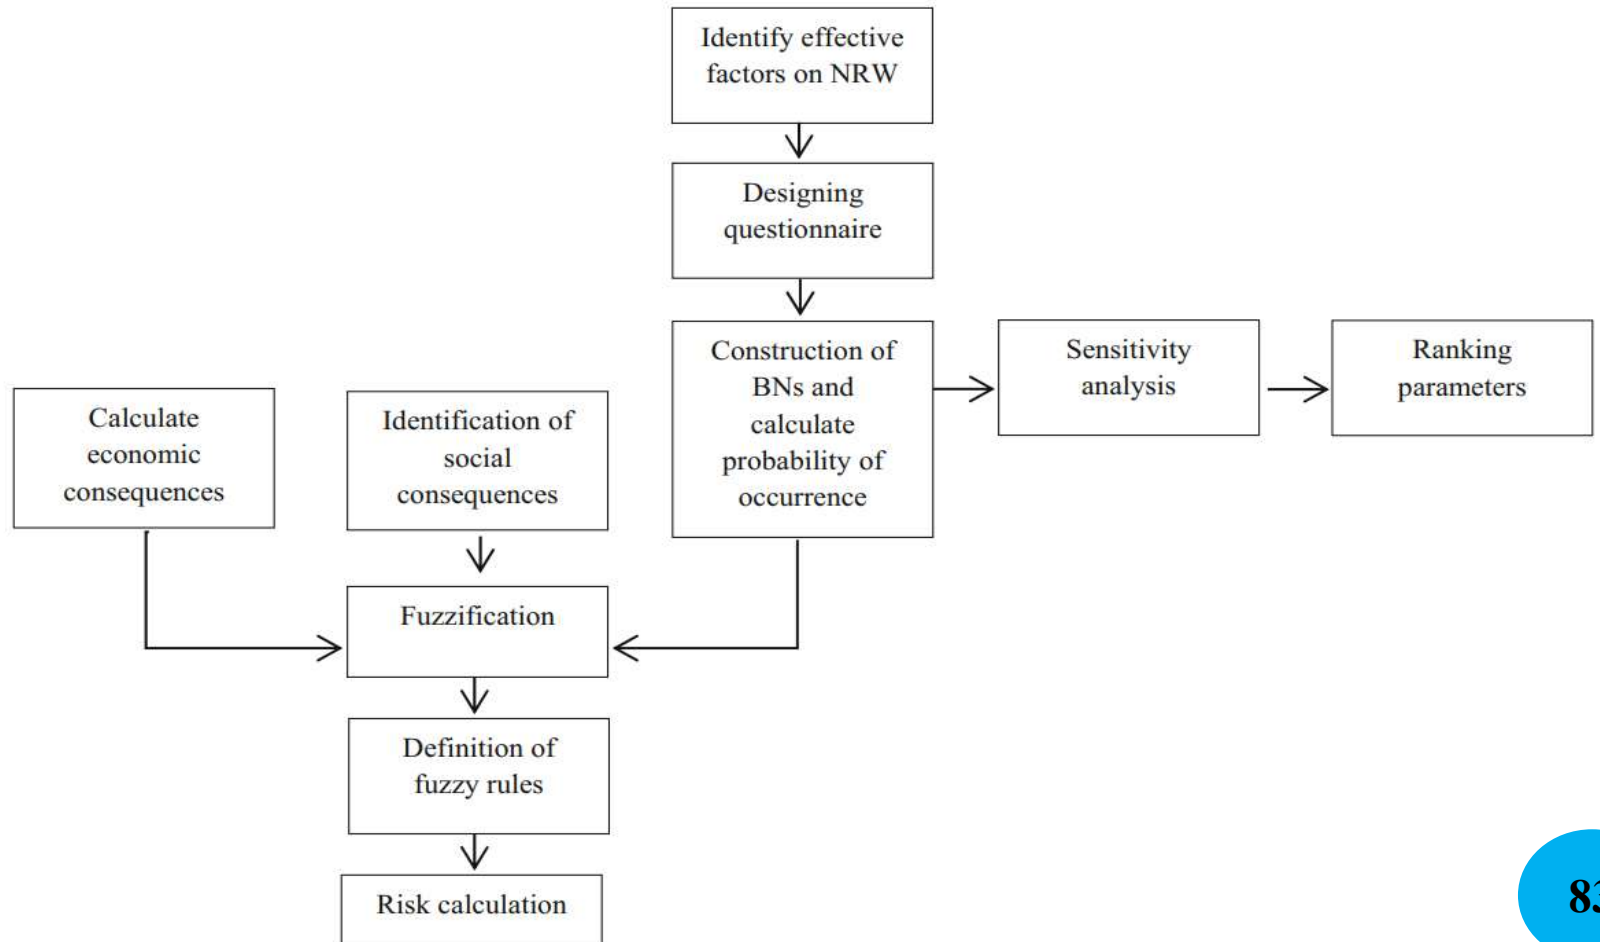 Identify effective
factors on NRW
Designing
questionnaire
Construction of
BNs and
calculate
probability of
occurrence
Sensitivity
analysis
Ranking
parameters
Calculate
economic
consequences
Identification of
social
consequences
Fuzzification
Definition of
fuzzy rules
Risk calculation
83